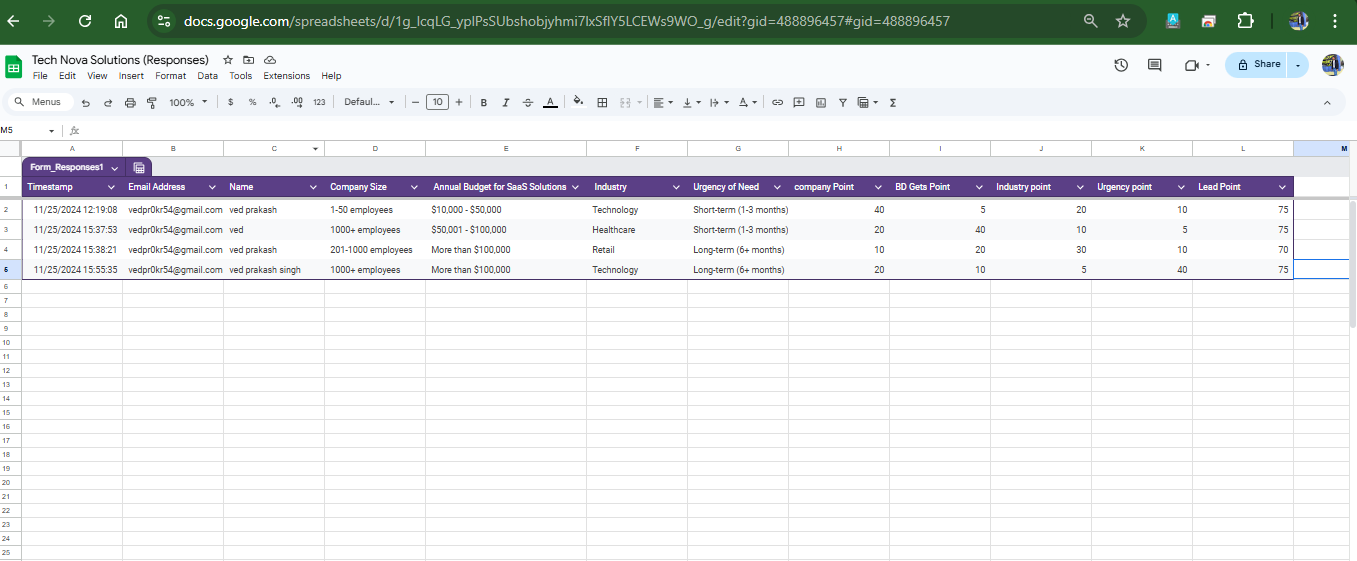 docs.google.com/spreadsheets/d/1g_lcqLG_yplPsSUbshobjyhmi7lxSflY5LCEWs9WO_g/edit?gid=488896457#gid=488896457
Tech Nova Solutions (Responses)
File Edit View Insert Format Data Tools Extensions Help
Share
Menus 100% $ % .0 .00 123 Defaul... − 10 + B I A Σ
M5 fx
A B C D E F G H I J K L M
Form_Responses1
1 Timestamp Email Address Name Company Size Annual Budget for SaaS Solutions Industry Urgency of Need company Point BD Gets Point Industry point Urgency point Lead Point
2 11/25/2024 12:19:08 vedpr0kr54@gmail.com ved prakash 1-50 employees $10,000 - $50,000 Technology Short-term (1-3 months) 40 5 20 10 75
3 11/25/2024 15:37:53 vedpr0kr54@gmail.com ved 1000+ employees $50,001 - $100,000 Healthcare Short-term (1-3 months) 20 40 10 5 75
4 11/25/2024 15:38:21 vedpr0kr54@gmail.com ved prakash 201-1000 employees More than $100,000 Retail Long-term (6+ months) 10 20 30 10 70
5 11/25/2024 15:55:35 vedpr0kr54@gmail.com ved prakash singh 1000+ employees More than $100,000 Technology Long-term (6+ months) 20 10 5 40 75
6
7
8
9
10
11
12
13
14
15
16
17
18
19
20
21
22
23
24
25